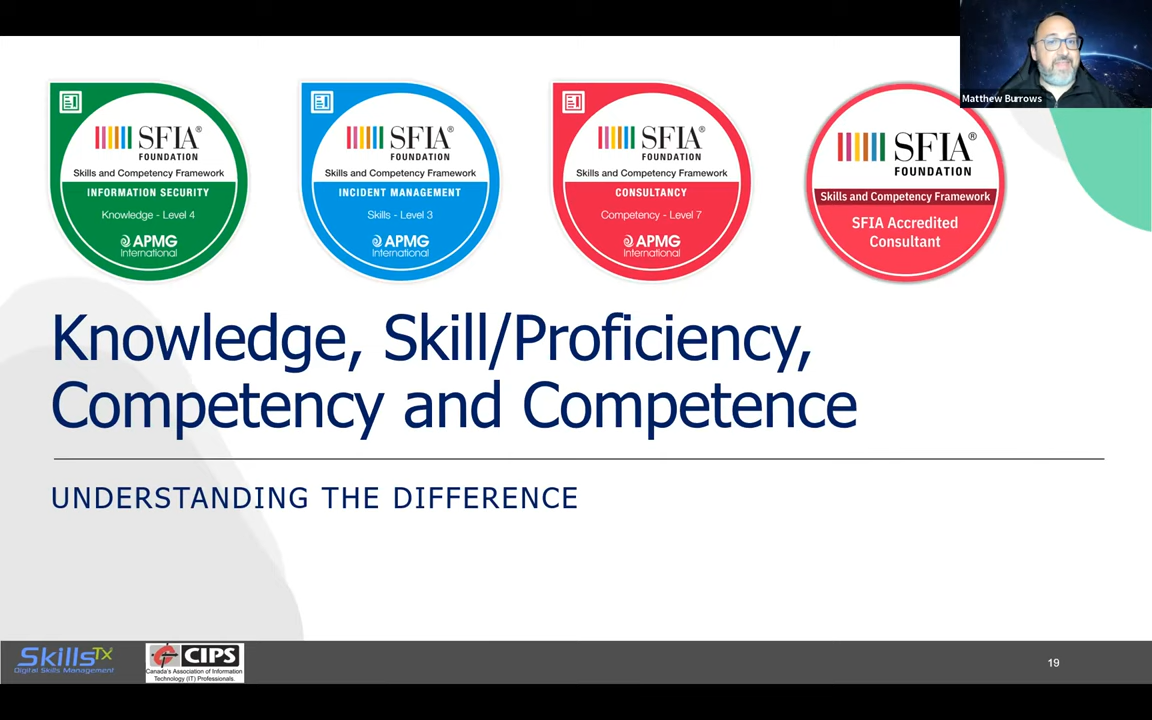 Matthew Burrows
SFIA®
FOUNDATION
Skills and Competency Framework
INFORMATION SECURITY
Knowledge - Level 4
APMG
International
SFIA®
FOUNDATION
Skills and Competency Framework
INCIDENT MANAGEMENT
Skills - Level 3
APMG
International
SFIA®
FOUNDATION
Skills and Competency Framework
CONSULTANCY
Competency - Level 7
APMG
International
SFIA®
FOUNDATION
Skills and Competency Framework
SFIA Accredited
Consultant
Knowledge, Skill/Proficiency,
Competency and Competence
UNDERSTANDING THE DIFFERENCE
SkillsTX
Digital Skills Management
CIPS
Canada's Association of Information
Technology (IT) Professionals.
19